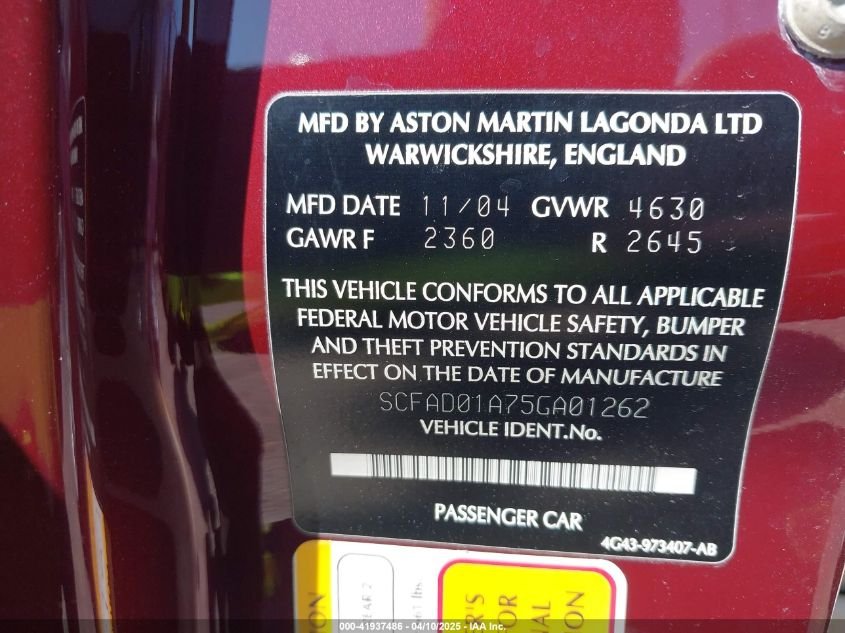 MFD BY ASTON MARTIN LAGONDA LTD
WARWICKSHIRE, ENGLAND
MFD DATE 11/04 GVWR 4630
GAWR F 2360 R 2645
THIS VEHICLE CONFORMS TO ALL APPLICABLE
FEDERAL MOTOR VEHICLE SAFETY, BUMPER
AND THEFT PREVENTION STANDARDS IN
EFFECT ON THE DATE OF MANUFACTURE
SCFAD01A75GA01262
VEHICLE IDENT.No.
PASSENGER CAR
4G43-973407-AB
lbs
000-41937486 - 04/10/2025 - IAA Inc.